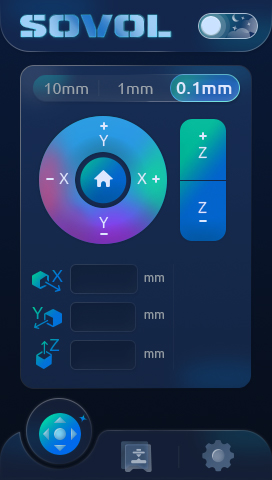 SOVOL
10mm 1mm 0.1mm
+
Y
- X X +
Y
-
+
Z
Z
-
X mm
Y mm
Z mm